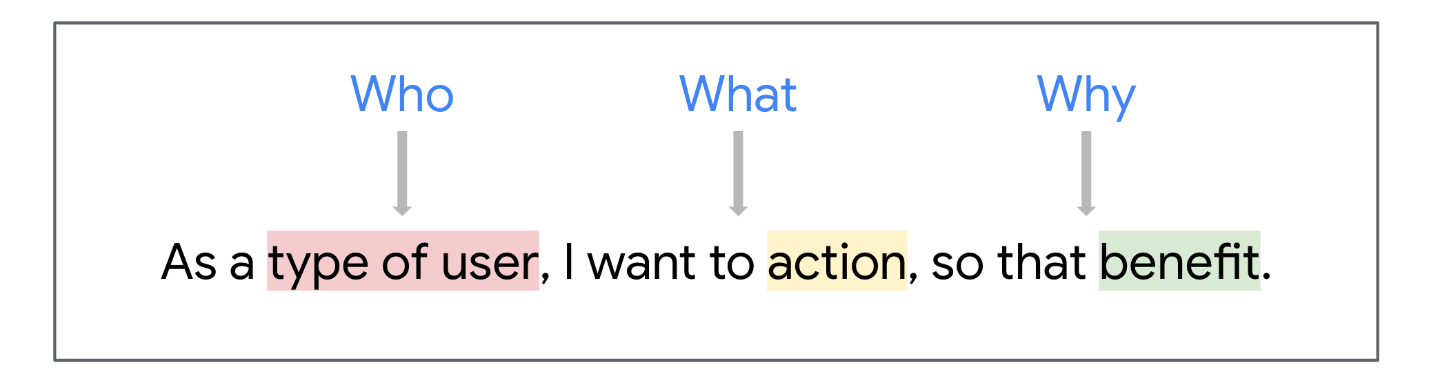 Who What Why
As a type of user, I want to action, so that benefit.